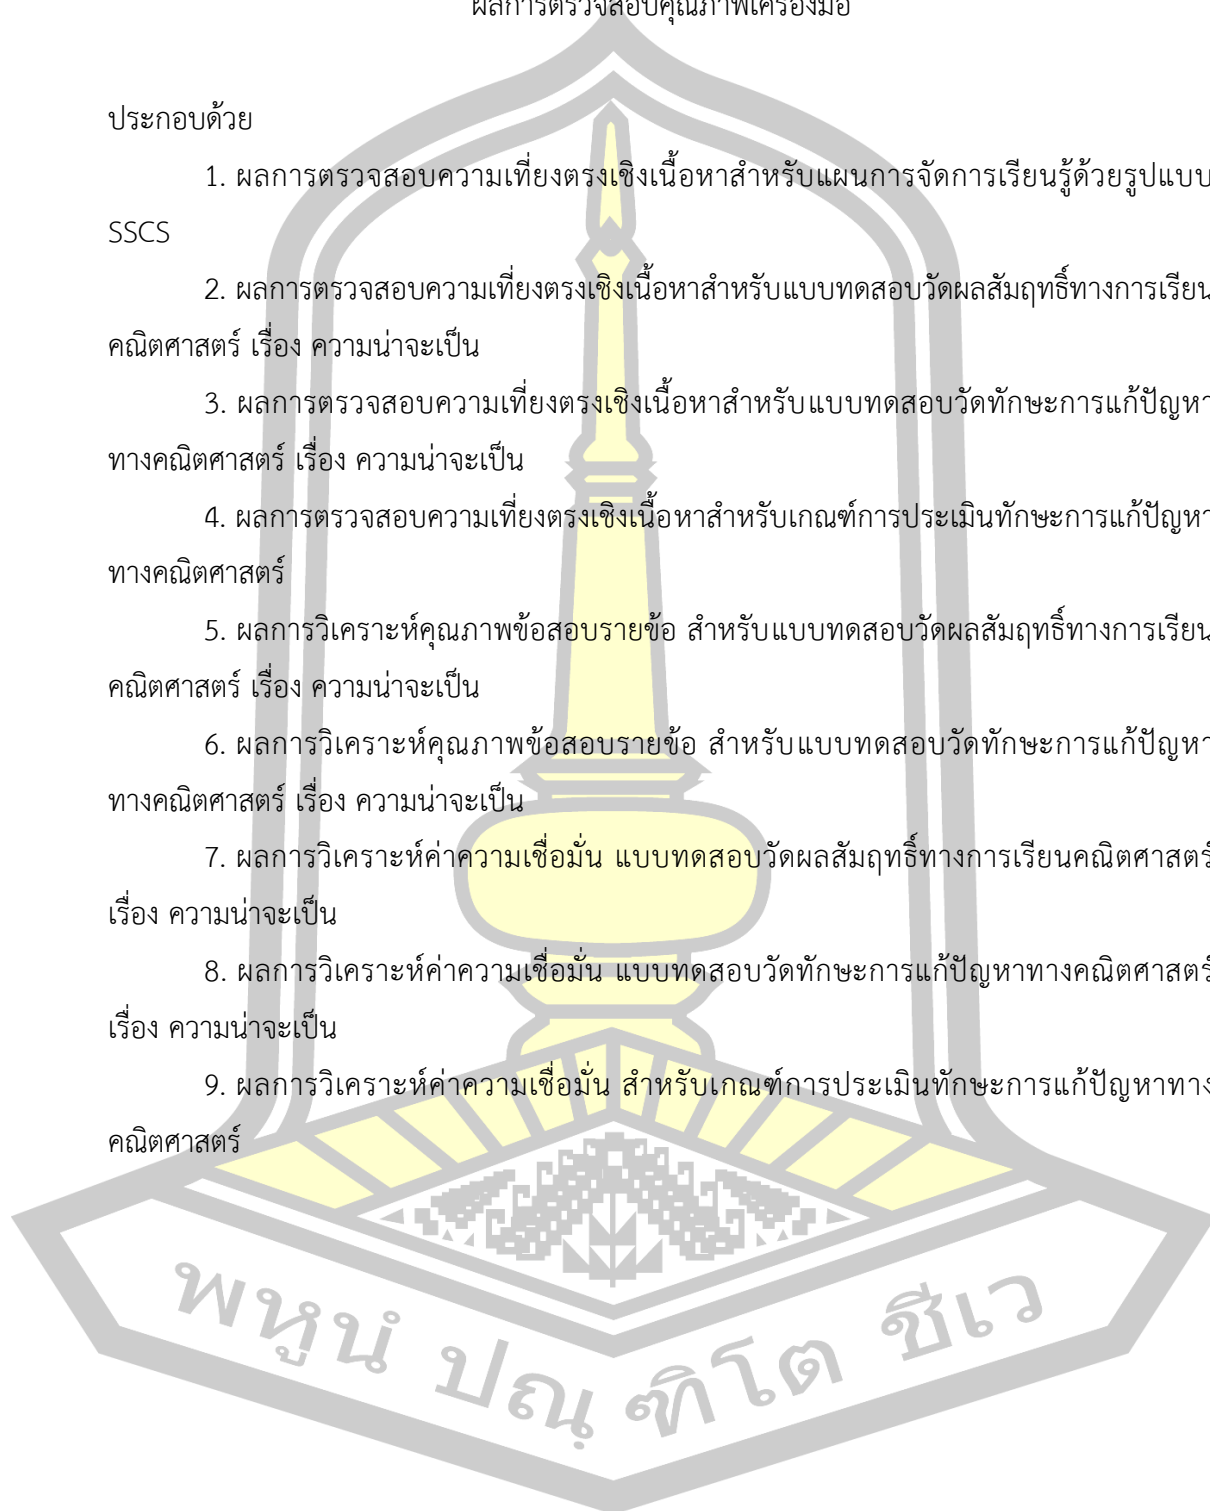 ผลการตรวจสอบคุณภาพเครื่องมือ
ประกอบด้วย
1. ผลการตรวจสอบความเที่ยงตรงเชิงเนื้อหาสำหรับแผนการจัดการเรียนรู้ด้วยรูปแบบ
SSCS
2. ผลการตรวจสอบความเที่ยงตรงเชิงเนื้อหาสำหรับแบบทดสอบวัดผลสัมฤทธิ์ทางการเรียน
คณิตศาสตร์ เรื่อง ความน่าจะเป็น
3. ผลการตรวจสอบความเที่ยงตรงเชิงเนื้อหาสำหรับแบบทดสอบวัดทักษะการแก้ปัญหา
ทางคณิตศาสตร์ เรื่อง ความน่าจะเป็น
4. ผลการตรวจสอบความเที่ยงตรงเชิงเนื้อหาสำหรับเกณฑ์การประเมินทักษะการแก้ปัญหา
ทางคณิตศาสตร์
5. ผลการวิเคราะห์คุณภาพข้อสอบรายข้อ สำหรับแบบทดสอบวัดผลสัมฤทธิ์ทางการเรียน
คณิตศาสตร์ เรื่อง ความน่าจะเป็น
6. ผลการวิเคราะห์คุณภาพข้อสอบรายข้อ สำหรับแบบทดสอบวัดทักษะการแก้ปัญหา
ทางคณิตศาสตร์ เรื่อง ความน่าจะเป็น
7. ผลการวิเคราะห์ค่าความเชื่อมั่น แบบทดสอบวัดผลสัมฤทธิ์ทางการเรียนคณิตศาสตร์
เรื่อง ความน่าจะเป็น
8. ผลการวิเคราะห์ค่าความเชื่อมั่น แบบทดสอบวัดทักษะการแก้ปัญหาทางคณิตศาสตร์
เรื่อง ความน่าจะเป็น
9. ผลการวิเคราะห์ค่าความเชื่อมั่น สำหรับเกณฑ์การประเมินทักษะการแก้ปัญหาทาง
คณิตศาสตร์
พหูนํ ปณฺ ฑิโต ชีเว